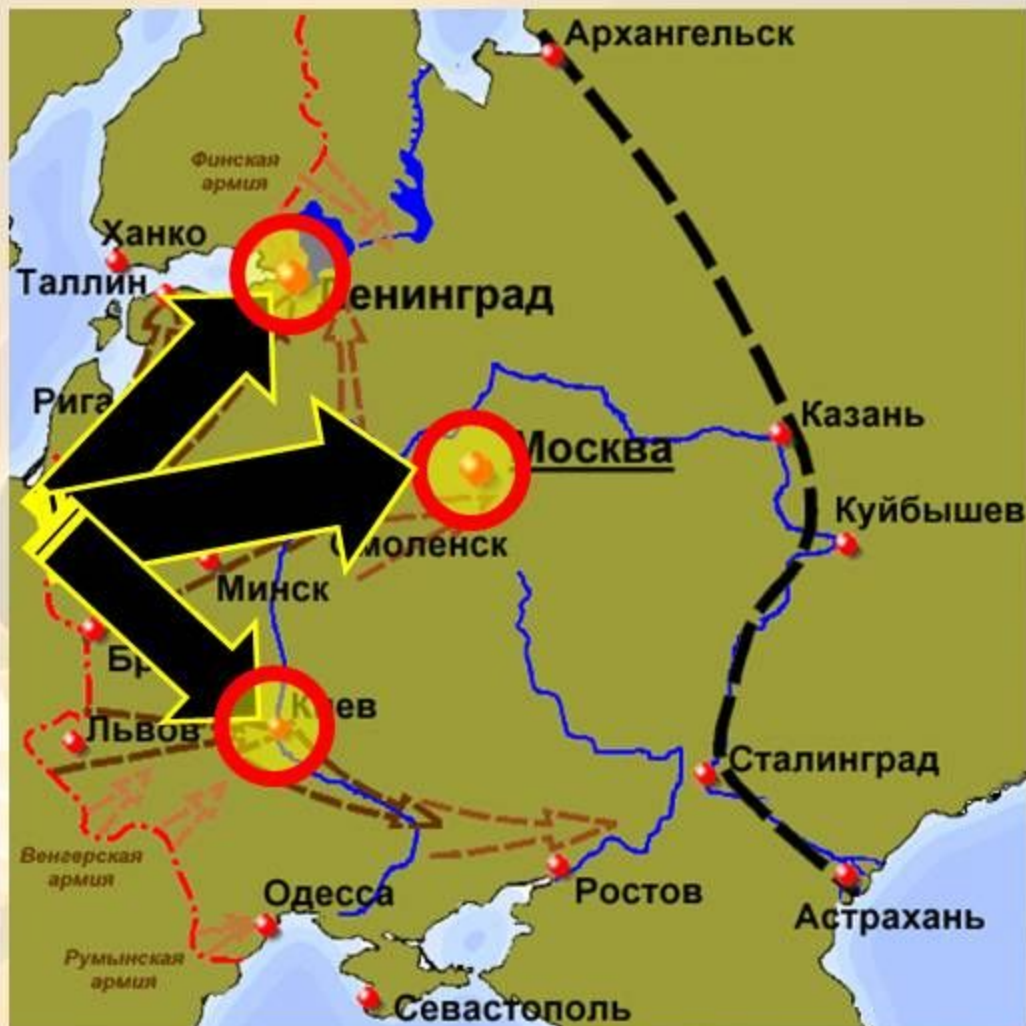 Архангельск
Финская
армия
Ханко
Таллин
Ленинград
Рига
Казань
Москва
Куйбышев
Смоленск
Минск
Киев
Львов
Сталинград
Венгерская
армия
Одесса
Ростов
Астрахань
Румынская
армия
Севастополь